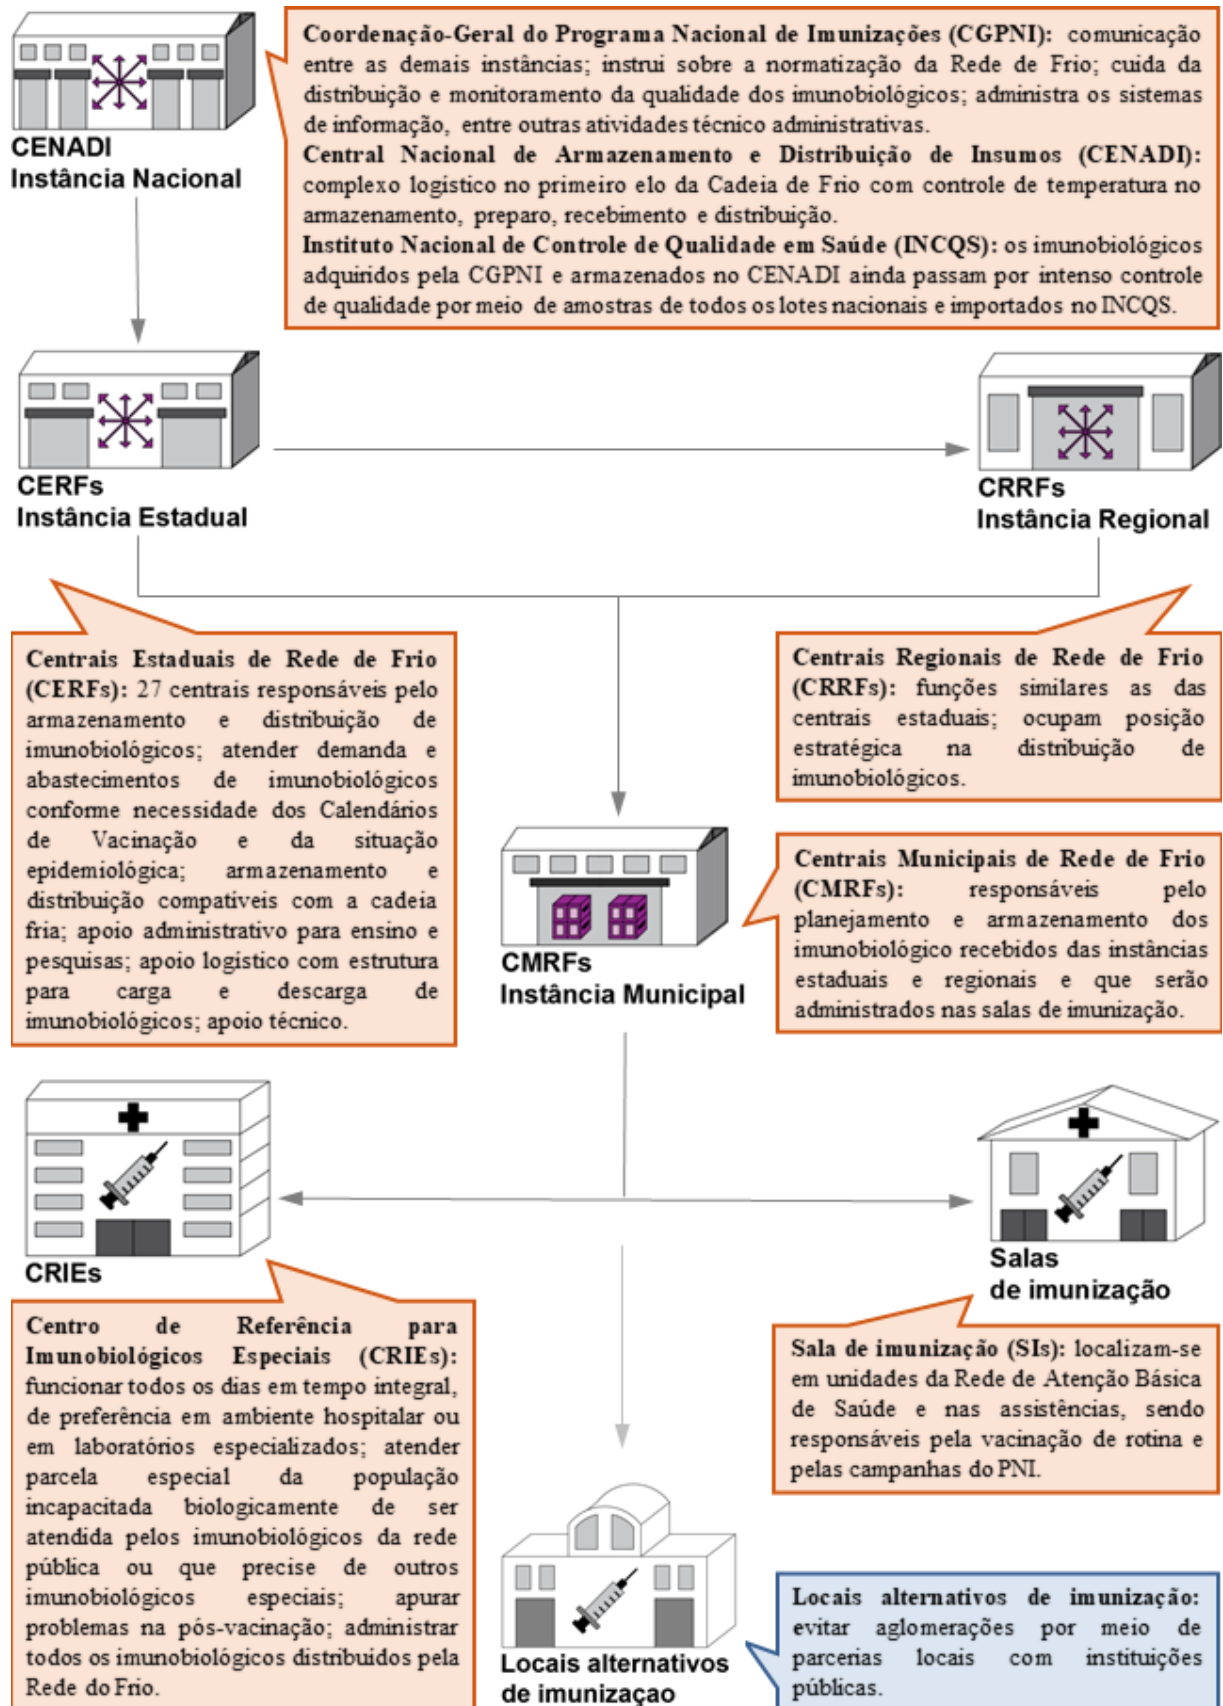 Coordenação-Geral do Programa Nacional de Imunizações (CGPNI): comunicação
entre as demais instâncias; instrui sobre a normatização da Rede de Frio; cuida da
distribuição e monitoramento da qualidade dos imunobiológicos; administra os sistemas
de informação, entre outras atividades técnico administrativas.
Central Nacional de Armazenamento e Distribuição de Insumos (CENADI):
complexo logístico no primeiro elo da Cadeia de Frio com controle de temperatura no
armazenamento, preparo, recebimento e distribuição.
Instituto Nacional de Controle de Qualidade em Saúde (INCQS): os imunobiológicos
adquiridos pela CGPNI e armazenados no CENADI ainda passam por intenso controle
de qualidade por meio de amostras de todos os lotes nacionais e importados no INCQS.
CENADI
Instância Nacional
CERFs
Instância Estadual
CRRFs
Instância Regional
Centrais Estaduais de Rede de Frio
(CERFs): 27 centrais responsáveis pelo
armazenamento e distribuição de
imunobiológicos; atender demanda e
abastecimentos de imunobiológicos
conforme necessidade dos Calendários
de Vacinação e da situação
epidemiológica; armazenamento e
distribuição compatíveis com a cadeia
fria; apoio administrativo para ensino e
pesquisas; apoio logístico com estrutura
para carga e descarga de
imunobiológicos; apoio técnico.
Centrais Regionais de Rede de Frio
(CRRFs): funções similares as das
centrais estaduais; ocupam posição
estratégica na distribuição de
imunobiológicos.
CMRFs
Instância Municipal
Centrais Municipais de Rede de Frio
(CMRFs): responsáveis pelo
planejamento e armazenamento dos
imunobiológico recebidos das instâncias
estaduais e regionais e que serão
administrados nas salas de imunização.
CRIEs
Salas
de imunização
Centro de Referência para
Imunobiológicos Especiais (CRIEs):
funcionar todos os dias em tempo integral,
de preferência em ambiente hospitalar ou
em laboratórios especializados; atender
parcela especial da população
incapacitada biologicamente de ser
atendida pelos imunobiológicos da rede
pública ou que precise de outros
imunobiológicos especiais; apurar
problemas na pós-vacinação; administrar
todos os imunobiológicos distribuídos pela
Rede do Frio.
Sala de imunização (SIs): localizam-se
em unidades da Rede de Atenção Básica
de Saúde e nas assistências, sendo
responsáveis pela vacinação de rotina e
pelas campanhas do PNI.
Locais alternativos
de imunizaçao
Locais alternativos de imunização:
evitar aglomerações por meio de
parcerias locais com instituições
públicas.